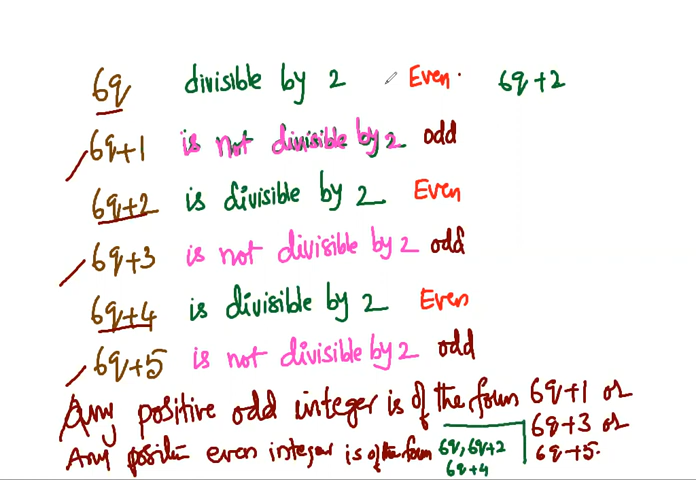 6q divisible by 2 Even . 6q+2
6q+1 is not divisible by 2 odd
6q+2 is divisible by 2 Even
6q+3 is not divisible by 2 odd
6q+4 is divisible by 2 Even
6q+5 is not divisible by 2 odd
Any positive odd integer is of the form 6q+1 or
6q+3 or
6q+5.
Any positive even integer is of the form 6q, 6q+2
6q+4